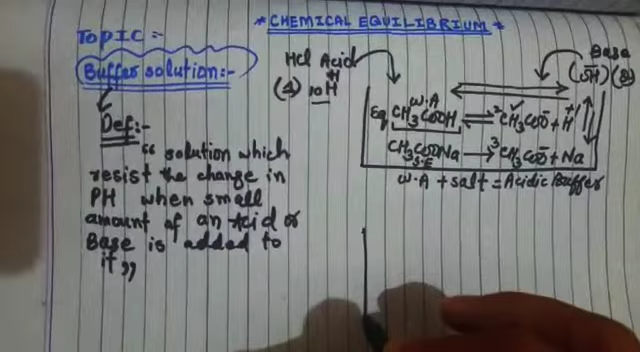 * CHEMICAL EQUILIBRIUM *
TOPIC =
Buffer solution:-
Def:-
" solution which
resist the change in
PH when small
amount of an Acid or
Base is added to
it "
Hcl Acid
H+
(A) 10 H
Base
(OH) (B)
W.A
Eq CH3COOH ⇌ CH3COO- + H+
CH3COONa → CH3COO- + Na
W.A + salt = Acidic Buffer